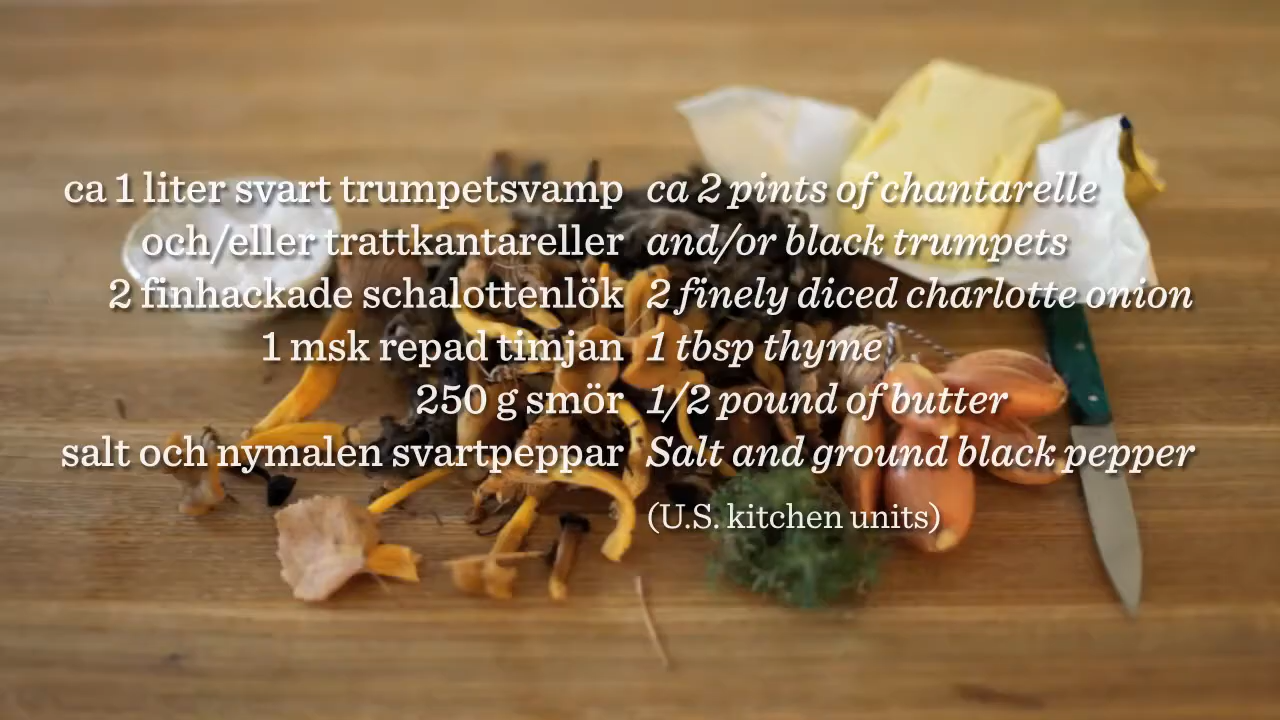 ca 1 liter svart trumpetsvamp
och/eller trattkantareller
2 finhackade schalottenlök
1 msk repad timjan
250 g smör
salt och nymalen svartpeppar
ca 2 pints of chantarelle
and/or black trumpets
2 finely diced charlotte onion
1 tbsp thyme
1/2 pound of butter
Salt and ground black pepper
(U.S. kitchen units)